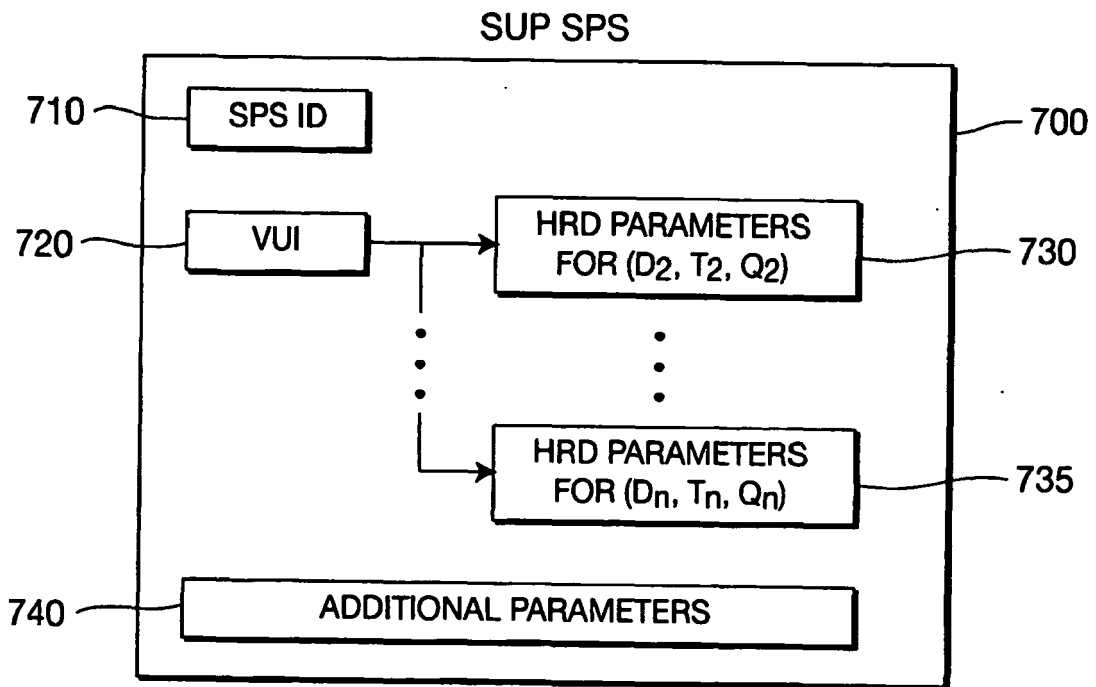 SUP SPS
710
SPS ID
700
720
VUI
HRD PARAMETERS
FOR (D2, T2, Q2)
730
HRD PARAMETERS
FOR (Dn, Tn, Qn)
735
740
ADDITIONAL PARAMETERS